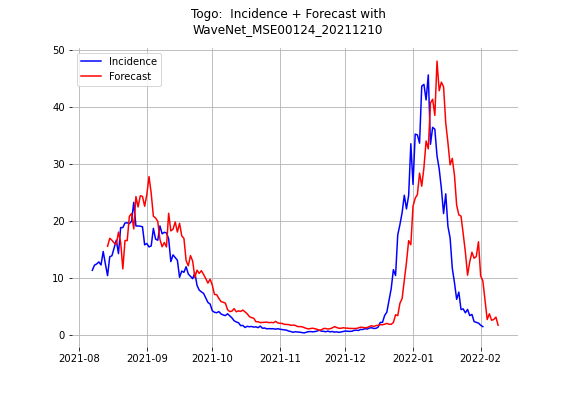 Togo:  Incidence + Forecast with
WaveNet_MSE00124_20211210
50
40
30
20
10
0
Incidence
Forecast
2021-08 2021-09 2021-10 2021-11 2021-12 2022-01 2022-02